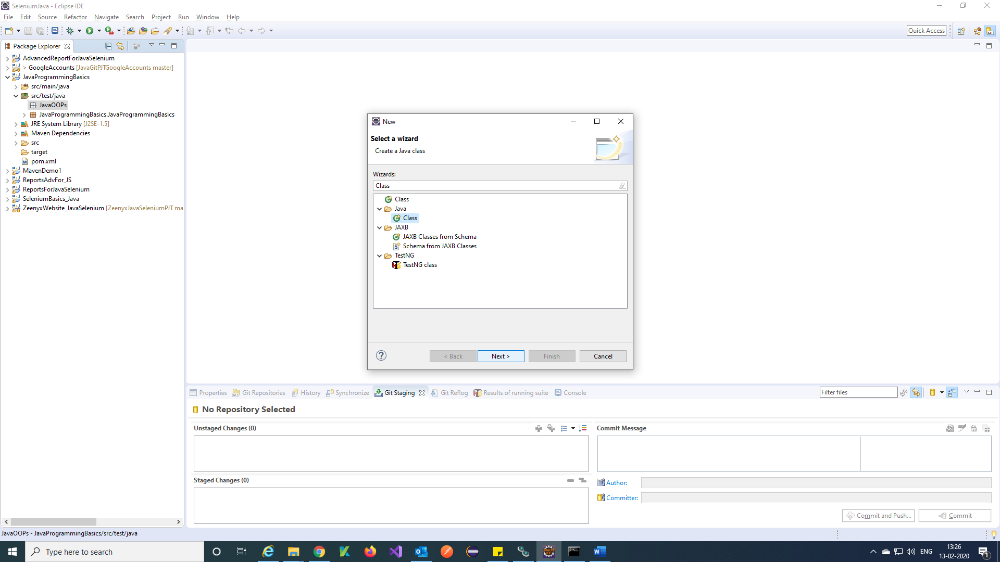 SeleniumJava - Eclipse IDE
File Edit Source Refactor Navigate Search Project Run Window Help
Quick Access
Package Explorer
AdvancedReportForJavaSelenium
> GoogleAccounts [JavaGitPJTGoogleAccounts master]
JavaProgrammingBasics
src/main/java
src/test/java
JavaOOPs
JavaProgrammingBasics.JavaProgrammingBasics
JRE System Library [J2SE-1.5]
Maven Dependencies
src
target
pom.xml
MavenDemo1
ReportsAdvFor_JS
ReportsForJavaSelenium
SeleniumBasics_Java
ZeenyxWebsite_JavaSelenium [ZeenyxJavaSeleniumPJT ma
New
Select a wizard
Create a Java class
Wizards:
Class
Class
Java
Class
JAXB
JAXB Classes from Schema
Schema from JAXB Classes
TestNG
TestNG class
< Back Next > Finish Cancel
Properties Git Repositories History Synchronize Git Staging Git Reflog Results of running suite Console
Filter files
No Repository Selected
Unstaged Changes (0)
Commit Message
Staged Changes (0)
Author:
Committer:
Commit and Push...
Commit
JavaOOPs - JavaProgrammingBasics/src/test/java
Type here to search
ENG
13:26
13-02-2020
1